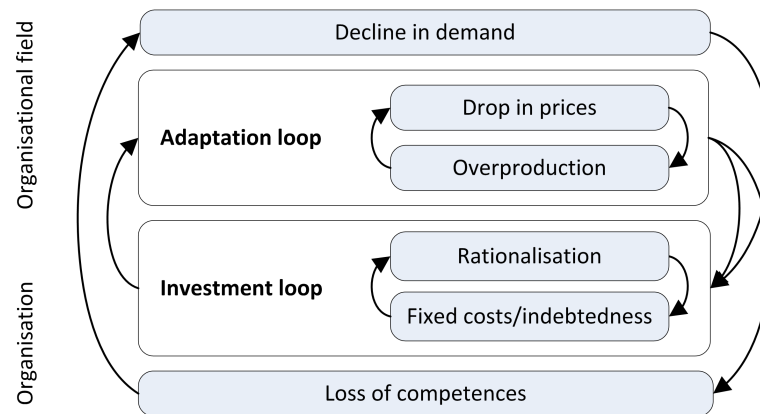 Organisational field
Decline in demand
Adaptation loop
Drop in prices
Overproduction
Organisation
Investment loop
Rationalisation
Fixed costs/indebtedness
Loss of competences